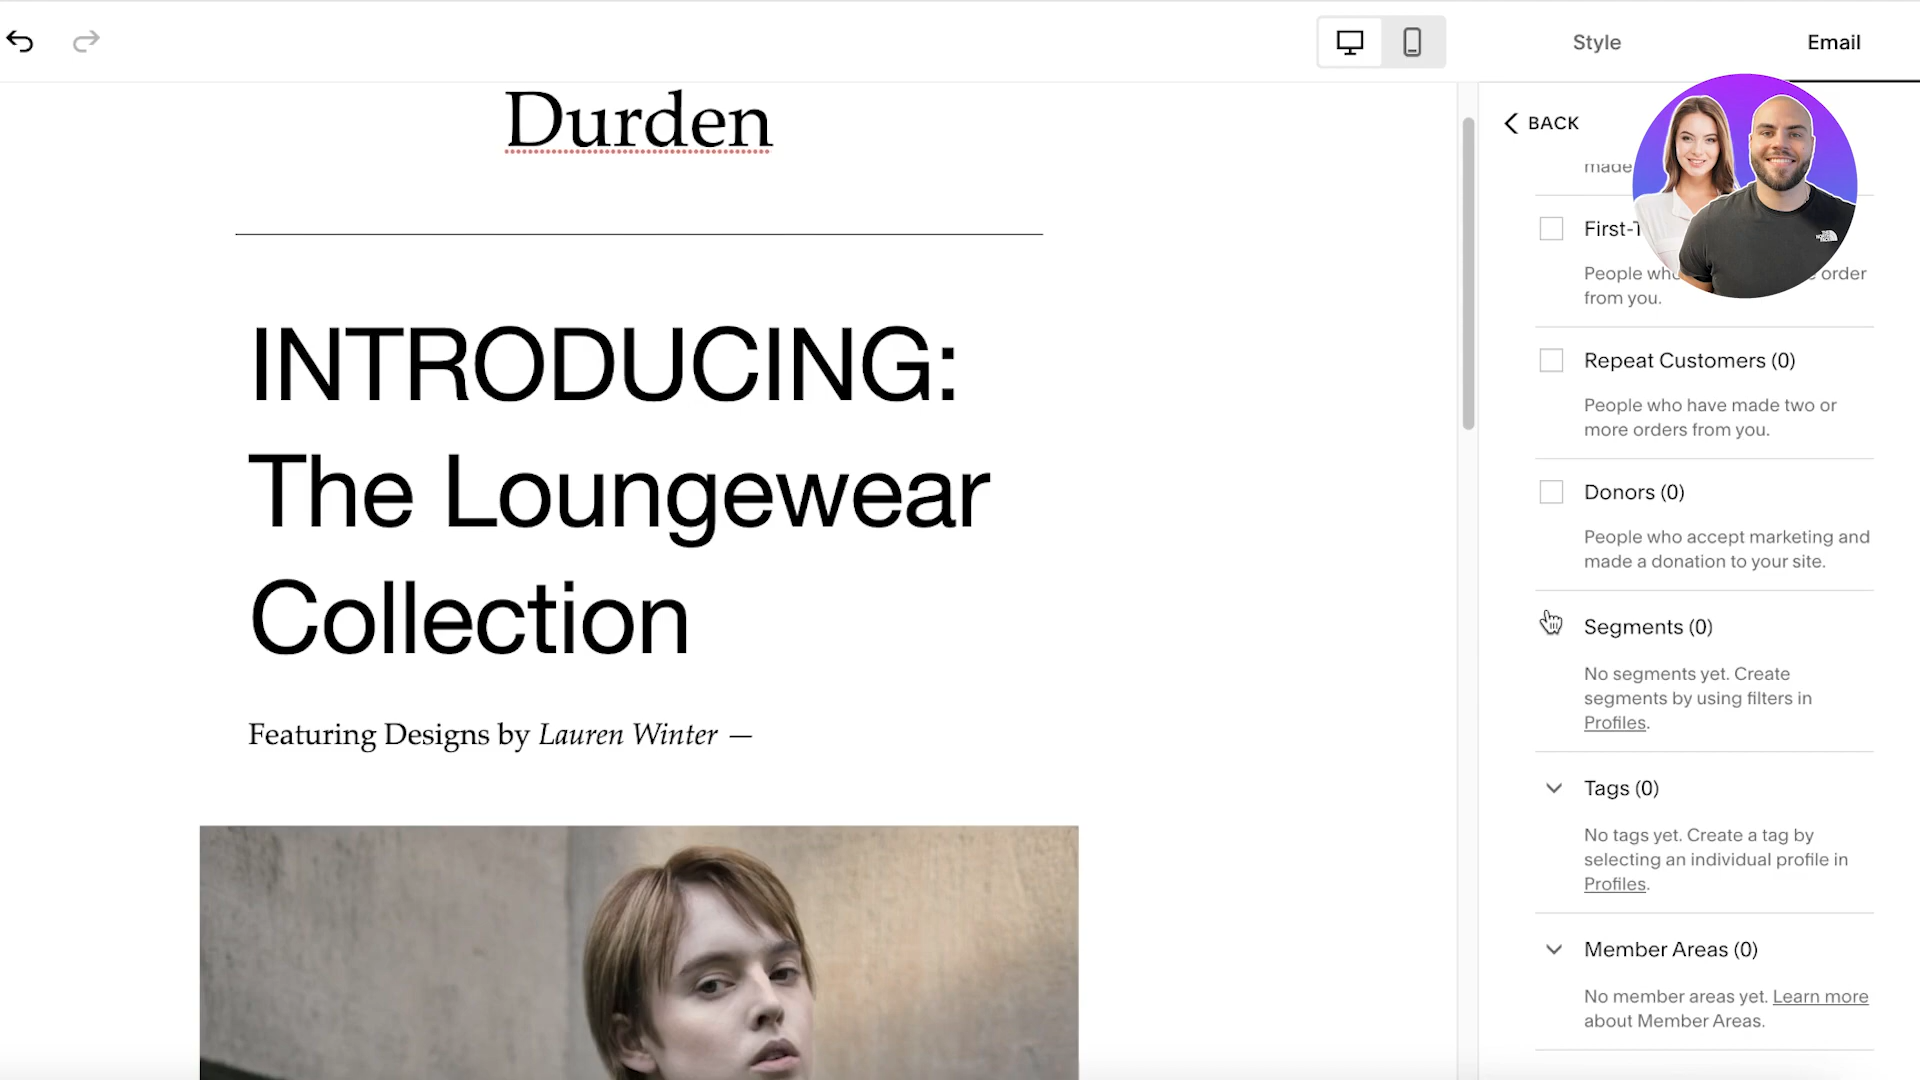 Style
Email
Durden
BACK
made
First-
People who
order
from you.
Repeat Customers (0)
People who have made two or
more orders from you.
Donors (0)
People who accept marketing and
made a donation to your site.
Segments (0)
No segments yet. Create
segments by using filters in
Profiles.
Tags (0)
No tags yet. Create a tag by
selecting an individual profile in
Profiles.
Member Areas (0)
No member areas yet. Learn more
about Member Areas.
INTRODUCING:
The Loungewear
Collection
Featuring Designs by Lauren Winter —